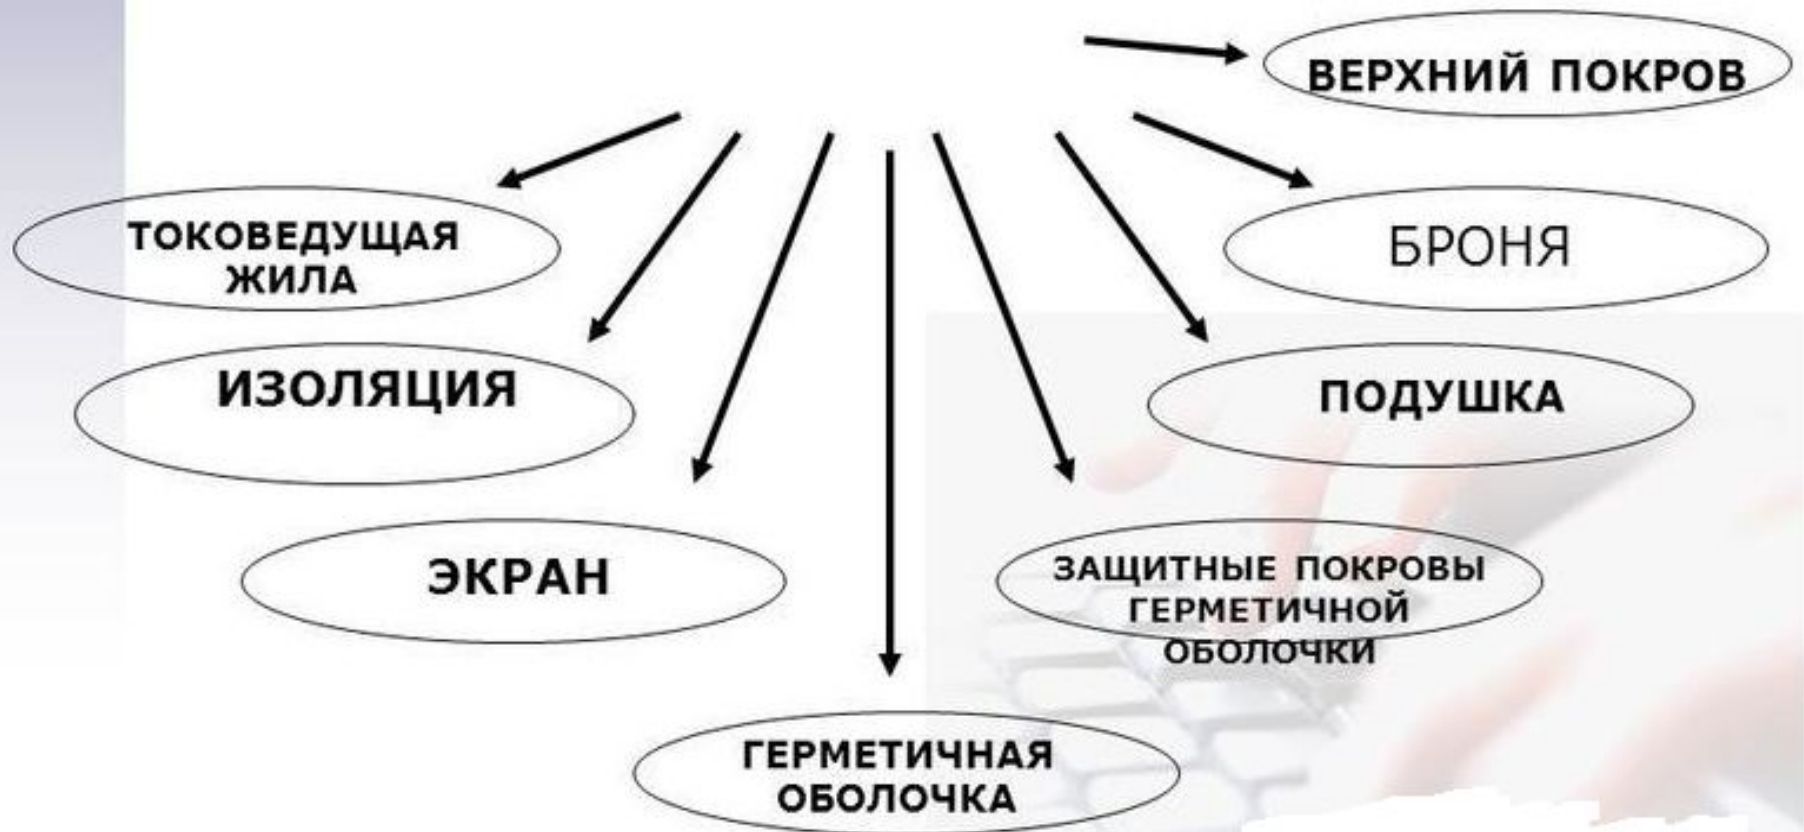 ВЕРХНИЙ ПОКРОВ
ТОКОВЕДУЩАЯ
ЖИЛА
БРОНЯ
ИЗОЛЯЦИЯ
ПОДУШКА
ЭКРАН
ЗАЩИТНЫЕ ПОКРОВЫ
ГЕРМЕТИЧНОЙ
ОБОЛОЧКИ
ГЕРМЕТИЧНАЯ
ОБОЛОЧКА